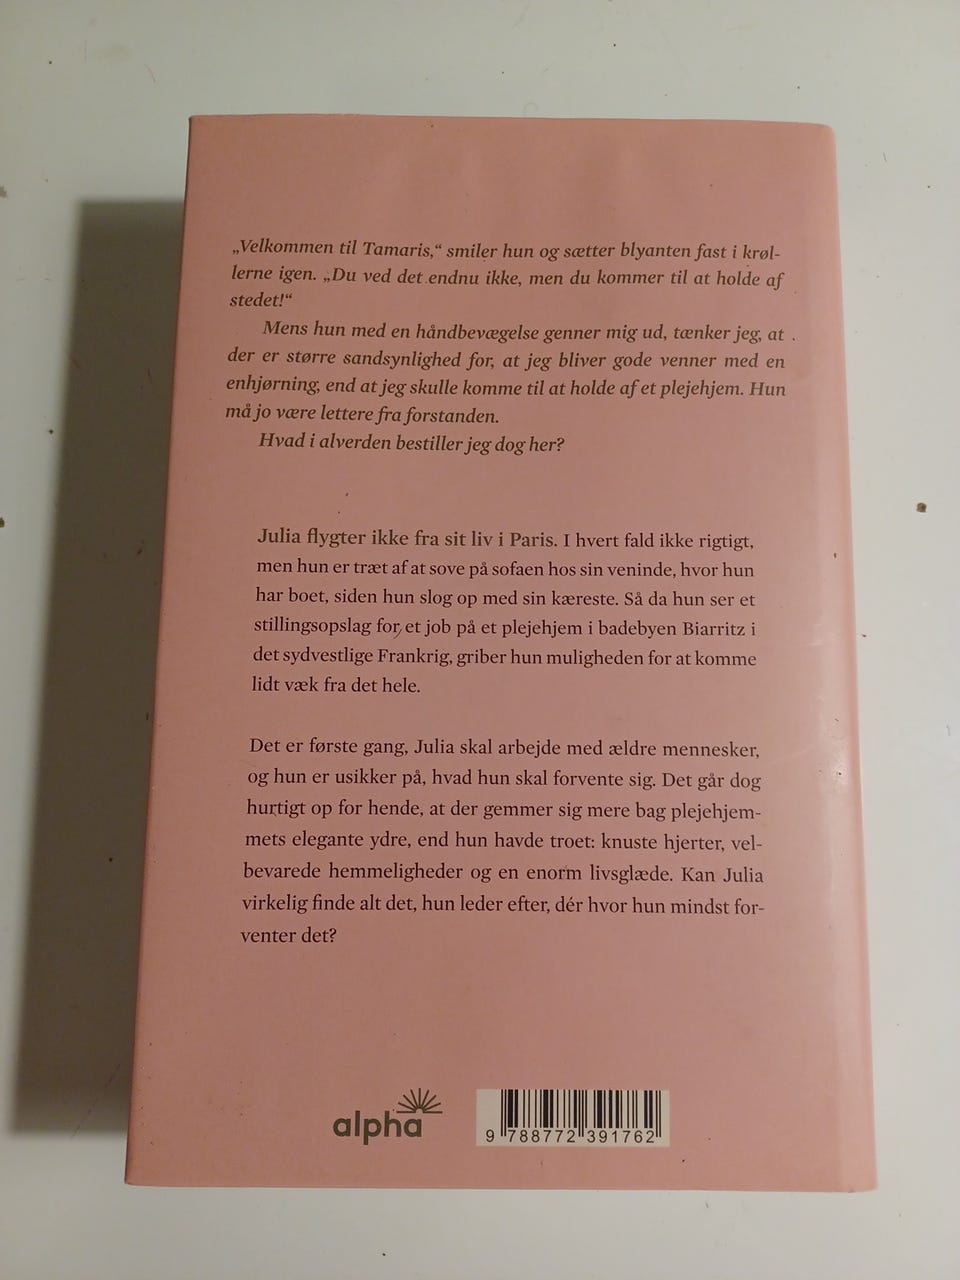 „Velkommen til Tamaris,“ smiler hun og sætter blyanten fast i krøl-
lerne igen. „Du ved det endnu ikke, men du kommer til at holde af
stedet!“
Mens hun med en håndbevægelse genner mig ud, tænker jeg, at
der er større sandsynlighed for, at jeg bliver gode venner med en
enhjørning, end at jeg skulle komme til at holde af et plejehjem. Hun
må jo være lettere fra forstanden.
Hvad i alverden bestiller jeg dog her?
Julia flygter ikke fra sit liv i Paris. I hvert fald ikke rigtigt,
men hun er træt af at sove på sofaen hos sin veninde, hvor hun
har boet, siden hun slog op med sin kæreste. Så da hun ser et
stillingsopslag for et job på et plejehjem i badebyen Biarritz i
det sydvestlige Frankrig, griber hun muligheden for at komme
lidt væk fra det hele.
Det er første gang, Julia skal arbejde med ældre mennesker,
og hun er usikker på, hvad hun skal forvente sig. Det går dog
hurtigt op for hende, at der gemmer sig mere bag plejehjem-
mets elegante ydre, end hun havde troet: knuste hjerter, vel-
bevarede hemmeligheder og en enorm livsglæde. Kan Julia
virkelig finde alt det, hun leder efter, dér hvor hun mindst for-
venter det?
alpha
9 788772 391762